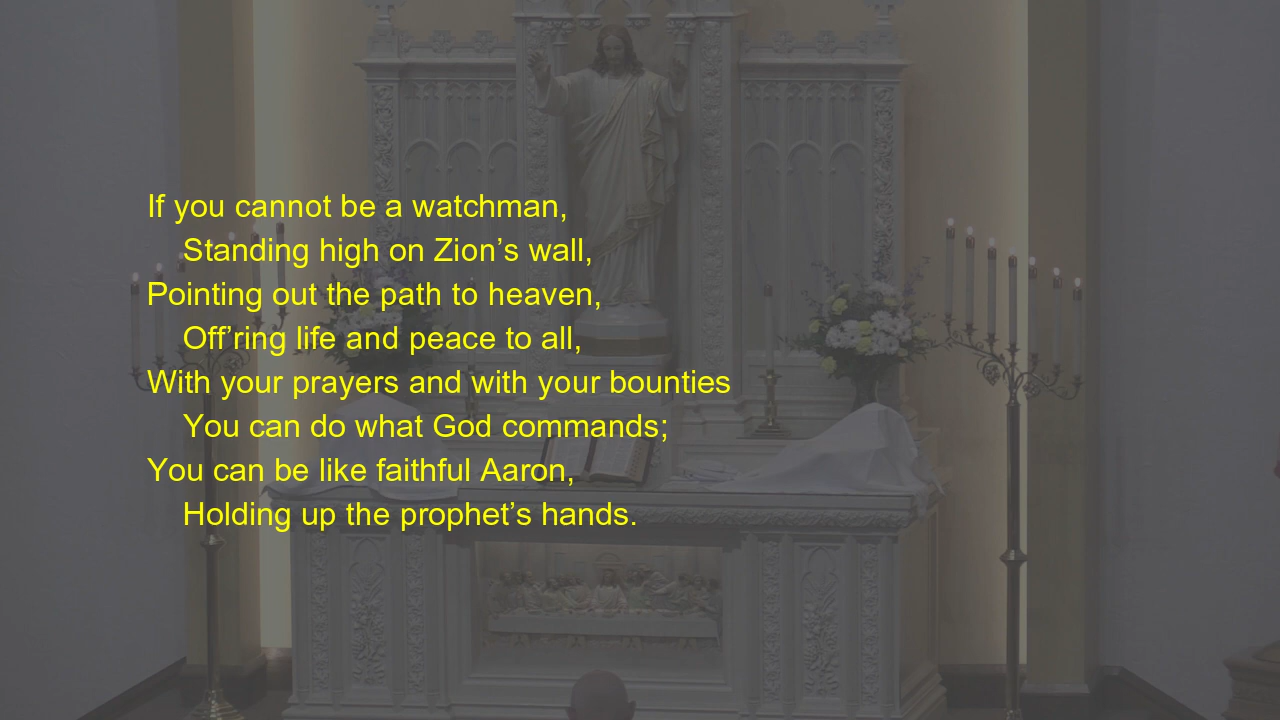 If you cannot be a watchman,
Standing high on Zion’s wall,
Pointing out the path to heaven,
Off’ring life and peace to all,
With your prayers and with your bounties
You can do what God commands;
You can be like faithful Aaron,
Holding up the prophet’s hands.